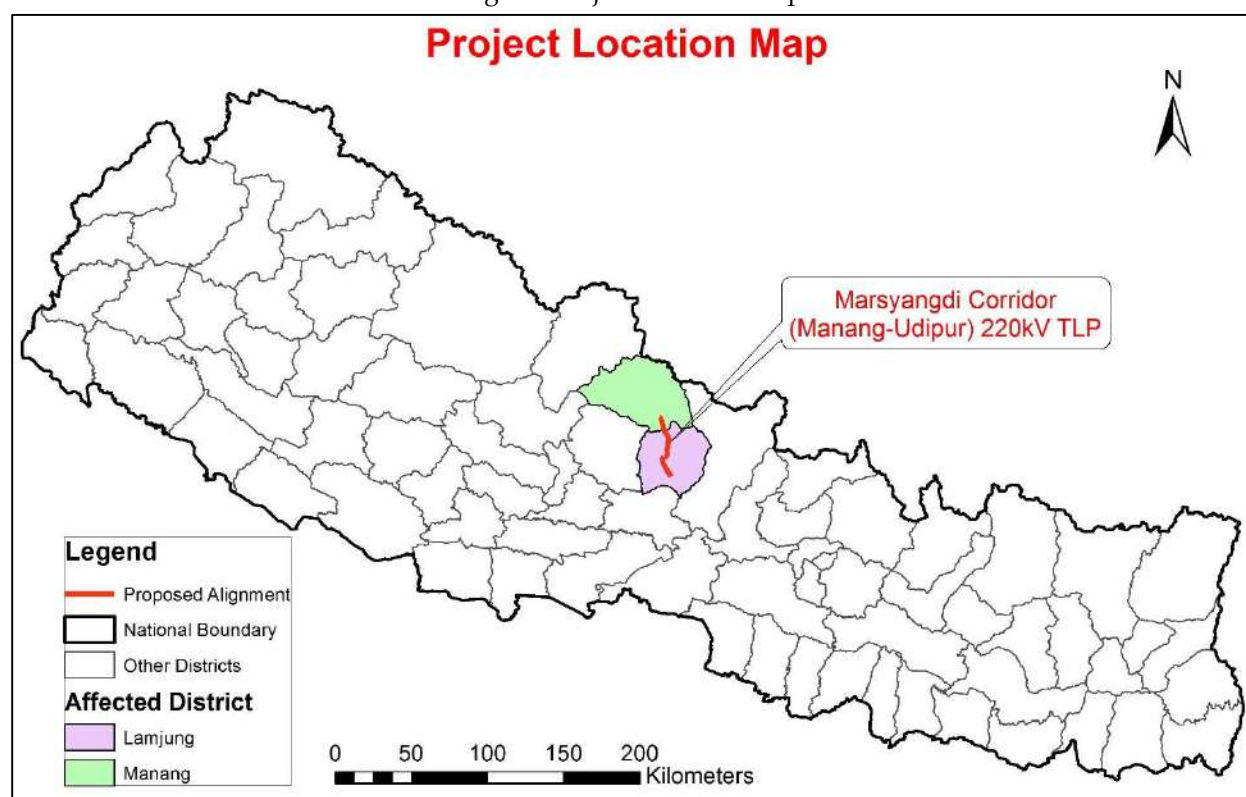 Project Location Map
N
Marsyangdi Corridor
(Manang-Udipur) 220kV TLP
Legend
Proposed Alignment
National Boundary
Other Districts
Affected District
Lamjung
Manang
0 50 100 150 200
Kilometers